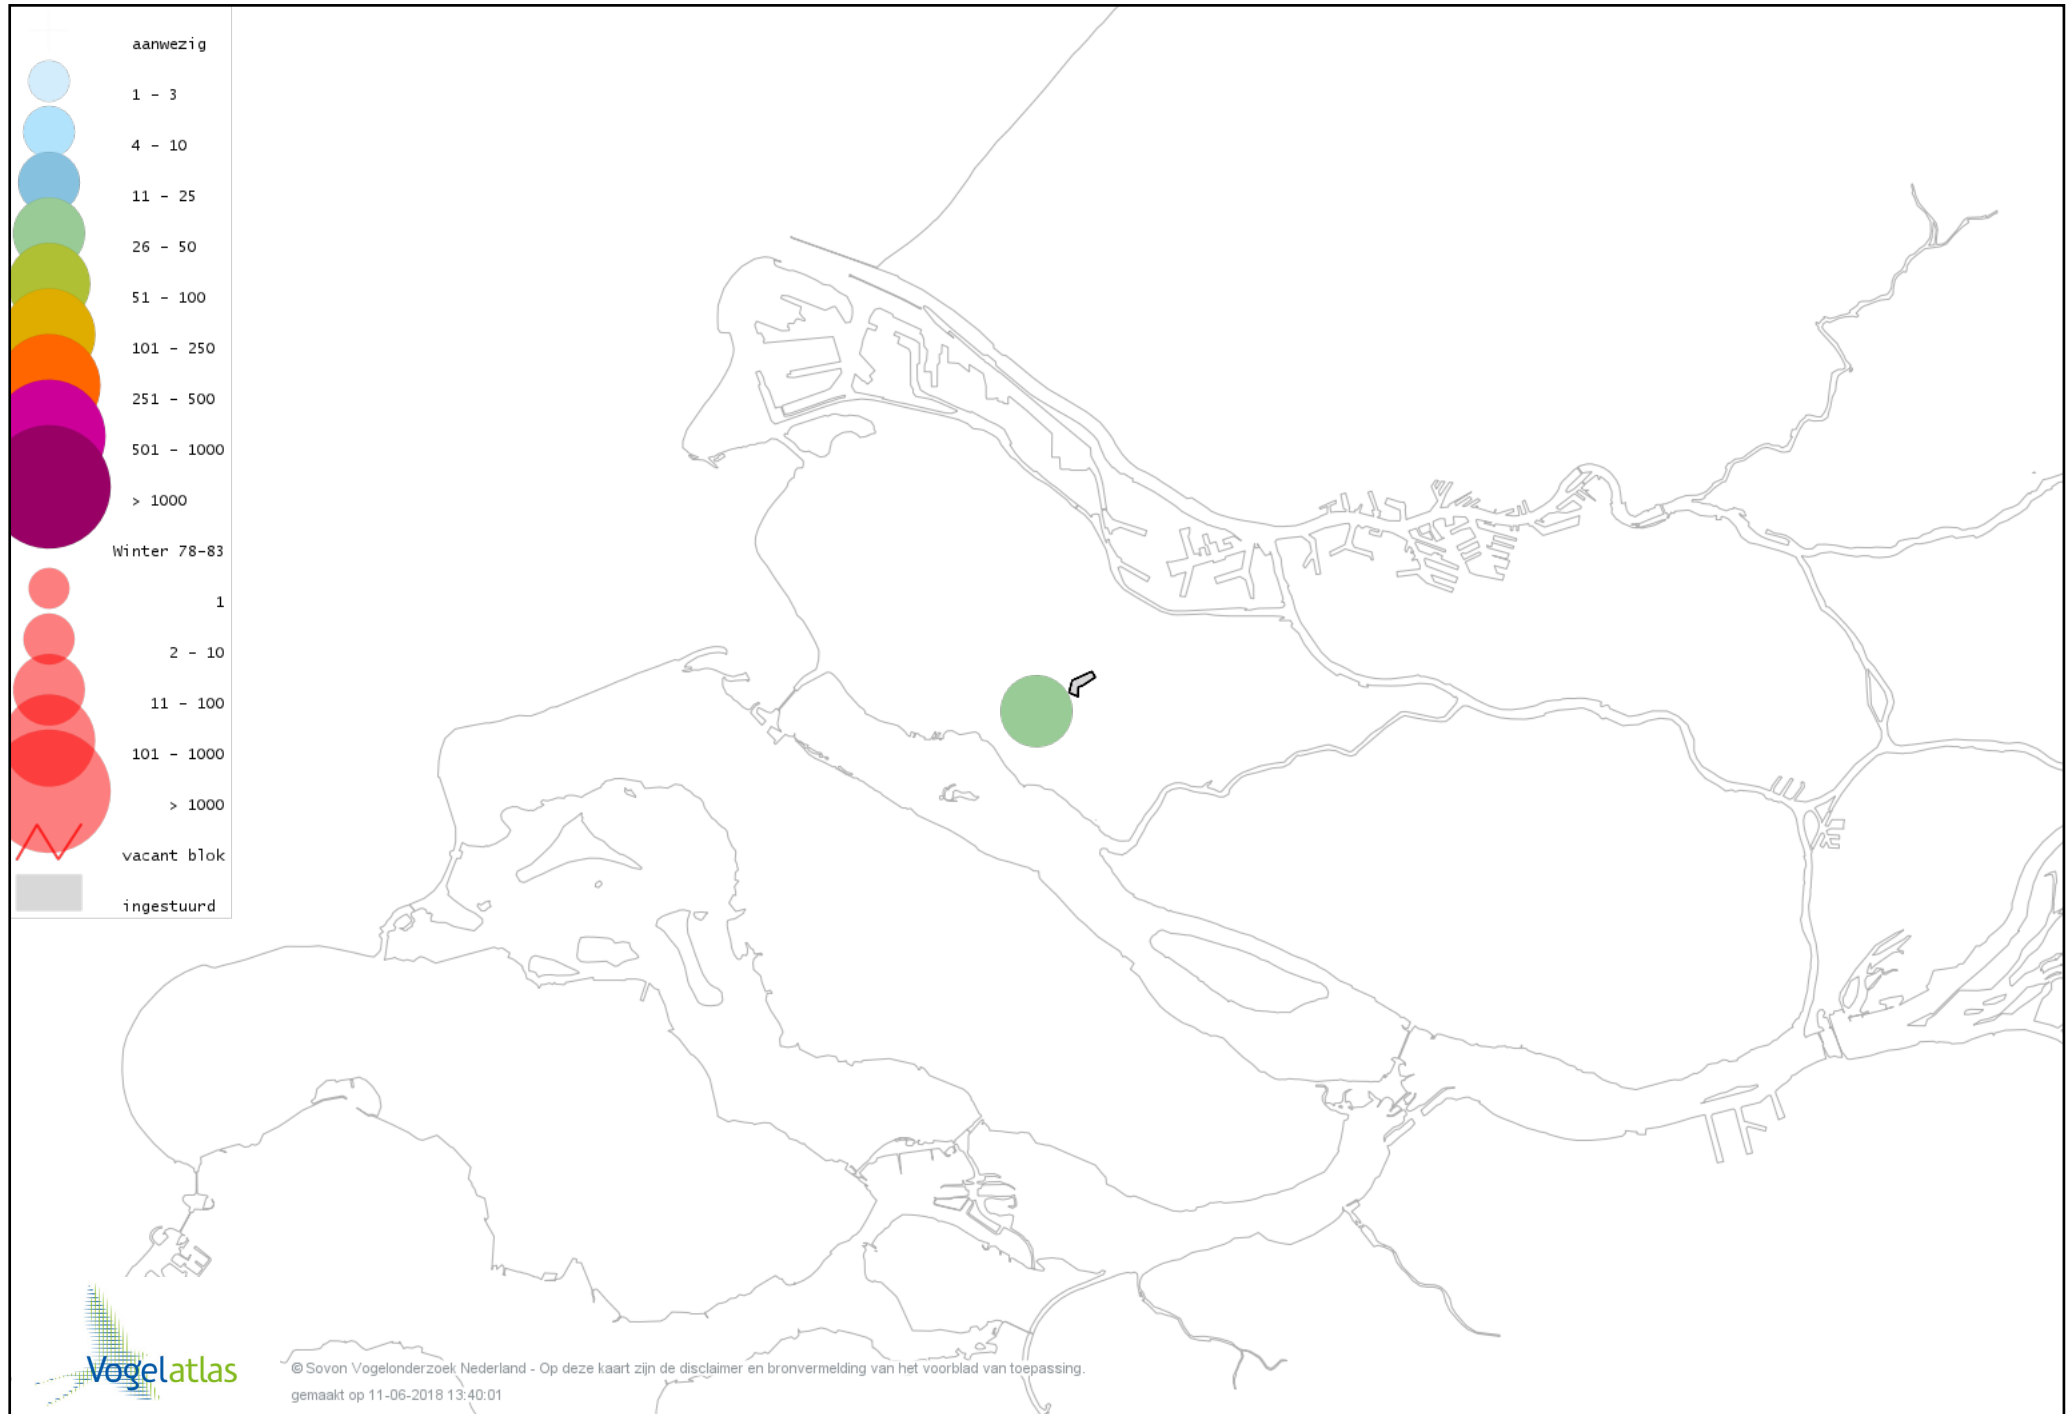 aanwezig
1 - 3
4 - 10
11 - 25
26 - 50
51 - 100
101 - 250
251 - 500
501 - 1000
> 1000
Winter 78-83
1
2 - 10
11 - 100
101 - 1000
> 1000
vacant blok
ingestuurd
Vogelatlas
© Sovon Vogelonderzoek Nederland - Op deze kaart zijn de disclaimer en bronvermelding van het voorblad van toepassing.
gemaakt op 11-06-2018 13:40:01